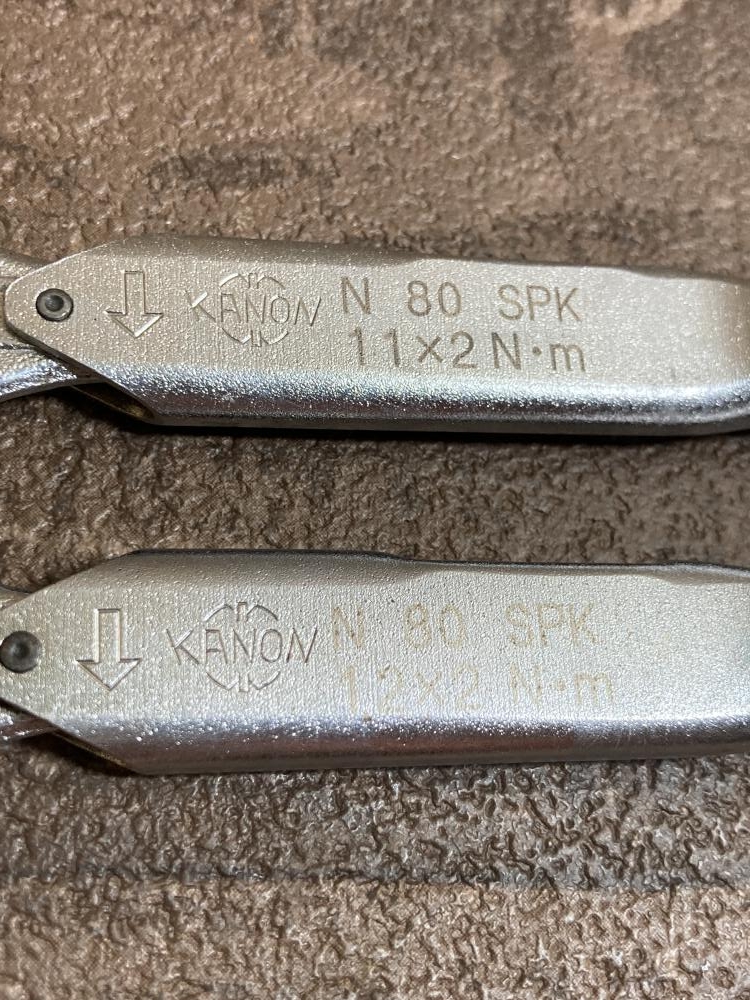 KANON
N 80 SPK
11×2 N·m
KANON
N 80 SPK
12×2 N·m